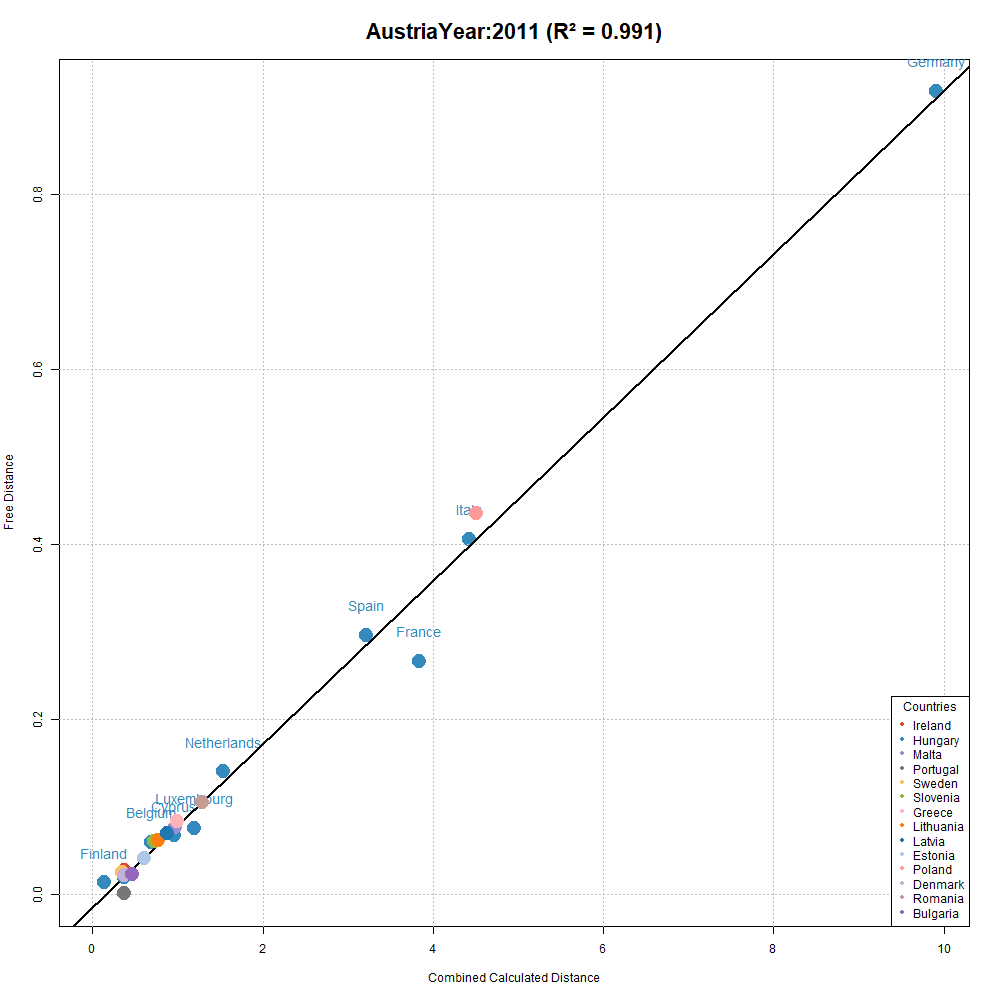 AustriaYear:2011 (R² = 0.991)
Germany
0.8
0.6
Free Distance
Ital
0.4
Spain
France
0.2
Netherlands
Luxembourg
Cyprus
Belgium
Finland
0.0
Countries
Ireland
Hungary
Malta
Portugal
Sweden
Slovenia
Greece
Lithuania
Latvia
Estonia
Poland
Denmark
Romania
Bulgaria
0 2 4 6 8 10
Combined Calculated Distance